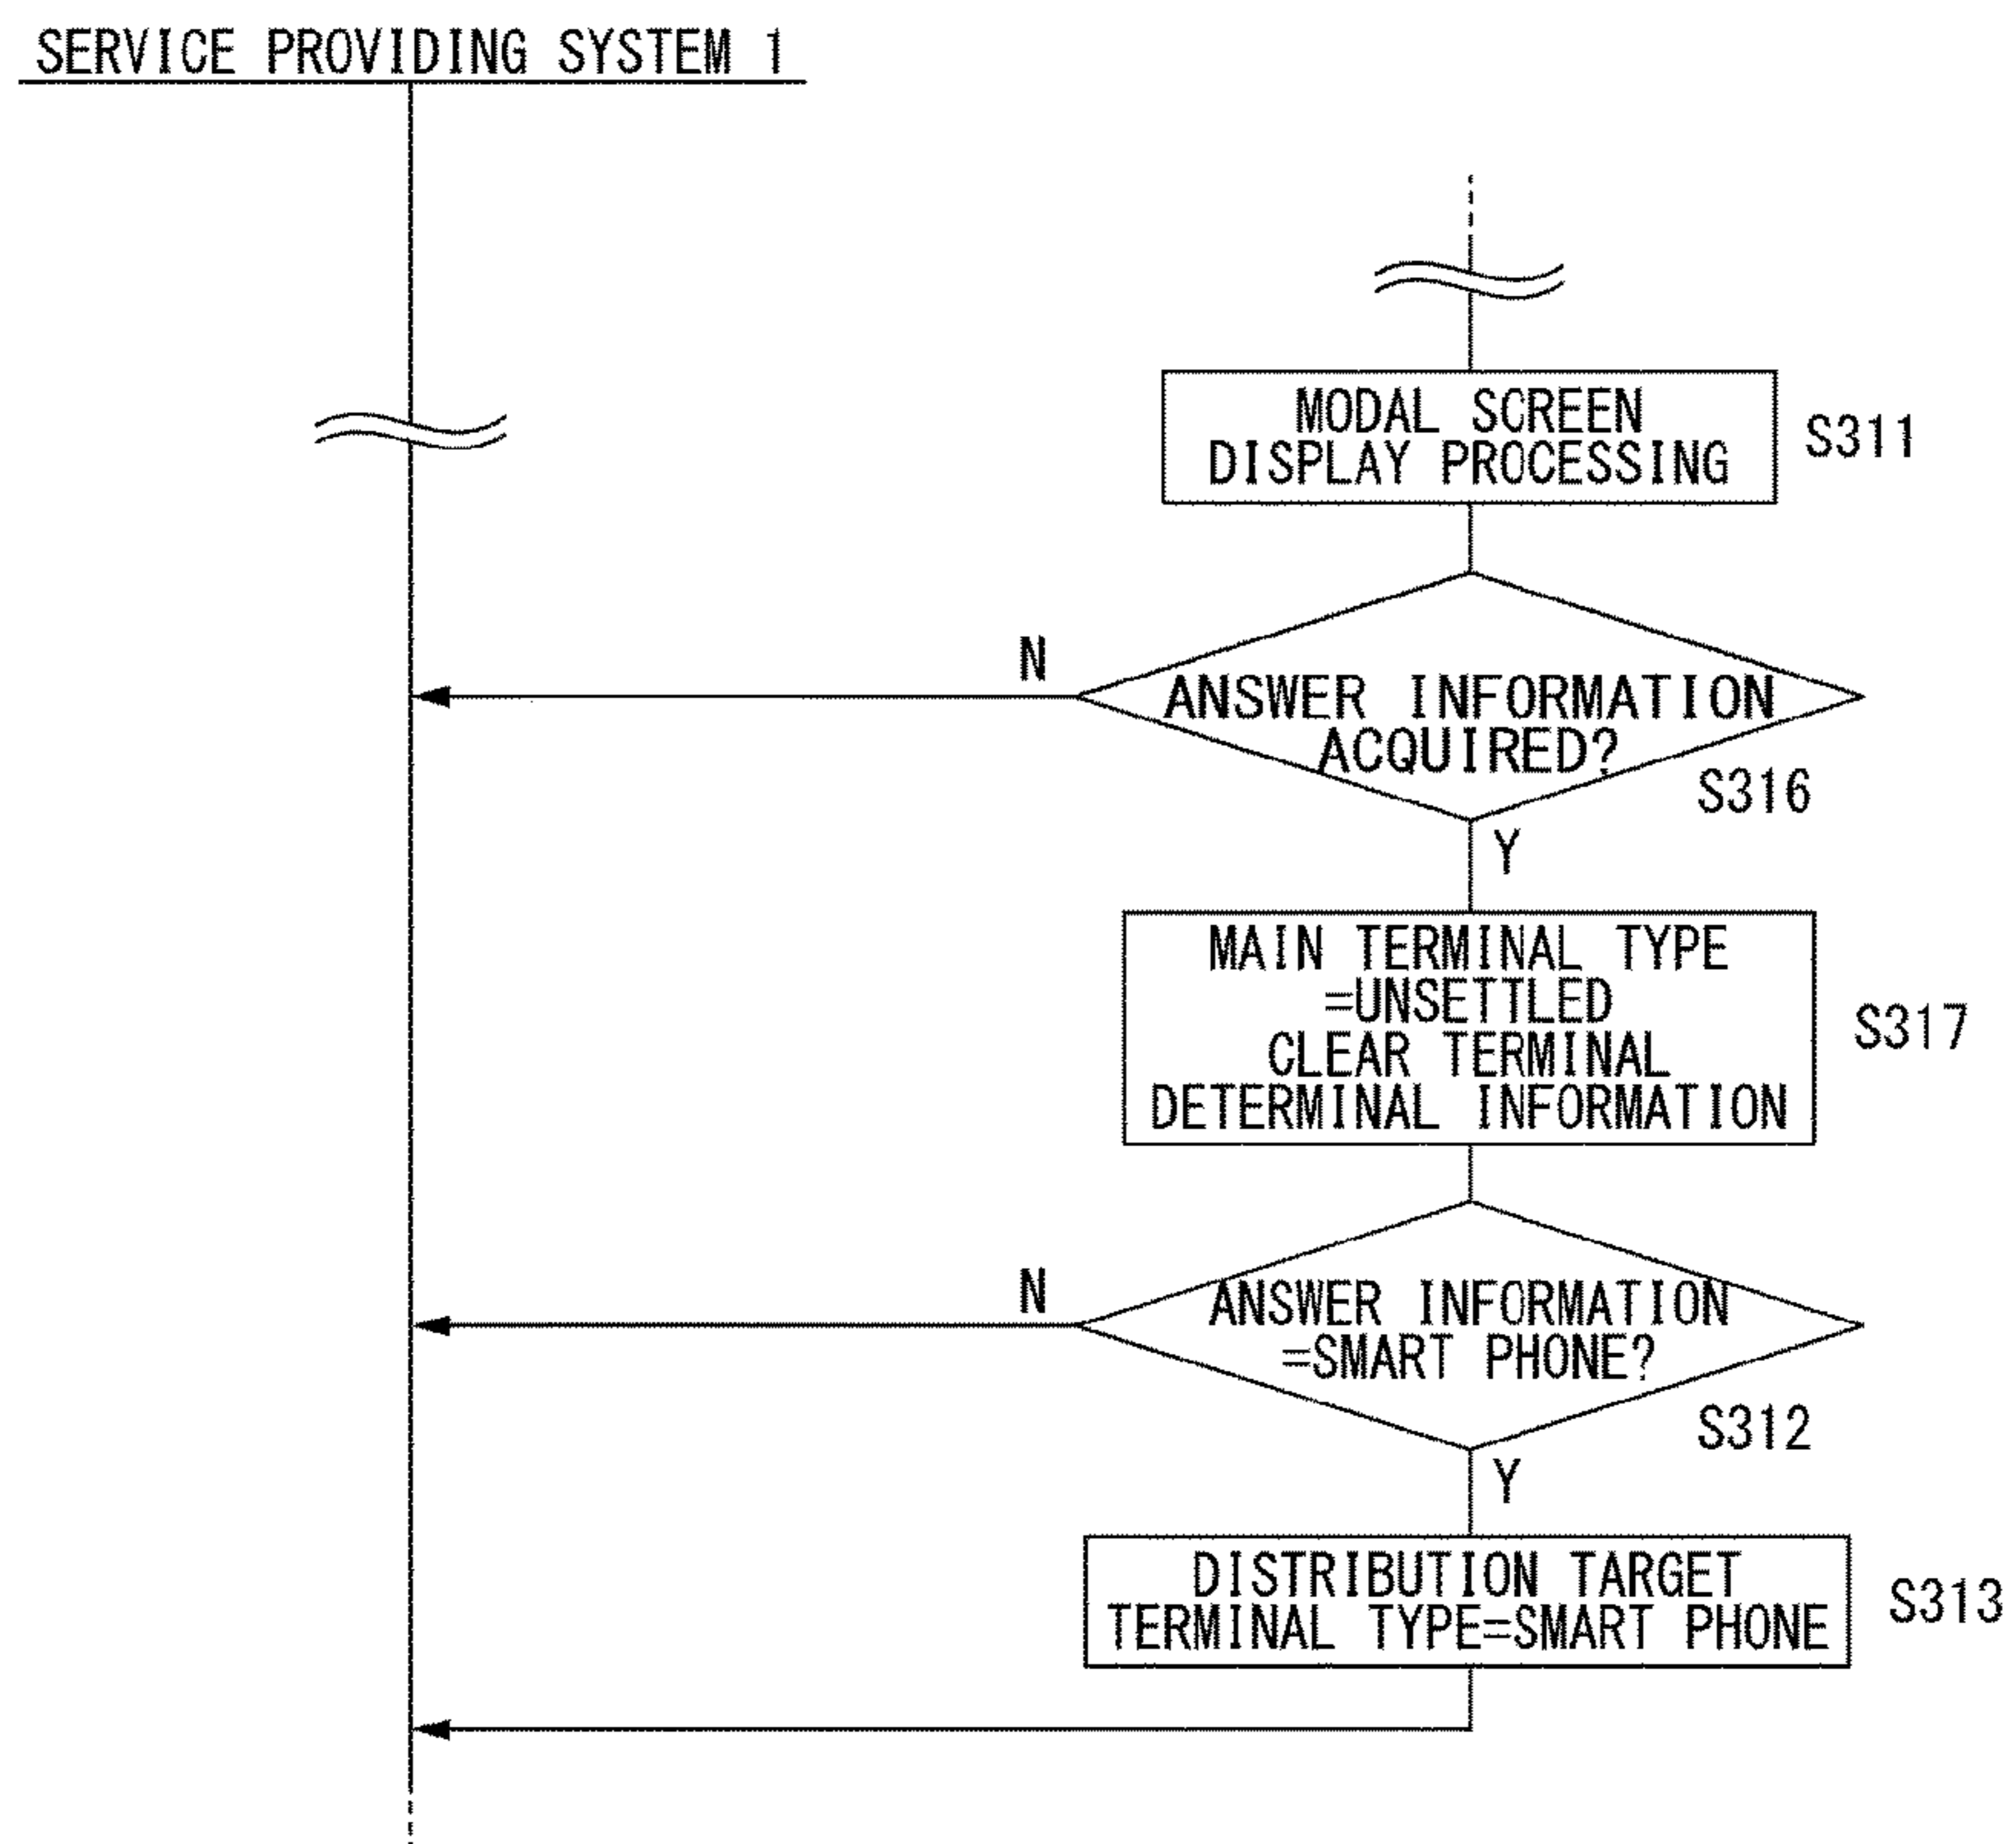 SERVICE PROVIDING SYSTEM 1
MODAL SCREEN
DISPLAY PROCESSING
S311
N
ANSWER INFORMATION
ACQUIRED?
S316
Y
MAIN TERMINAL TYPE
=UNSETTLED
CLEAR TERMINAL
DETERMINAL INFORMATION
S317
N
ANSWER INFORMATION
=SMART PHONE?
S312
Y
DISTRIBUTION TARGET
TERMINAL TYPE=SMART PHONE
S313